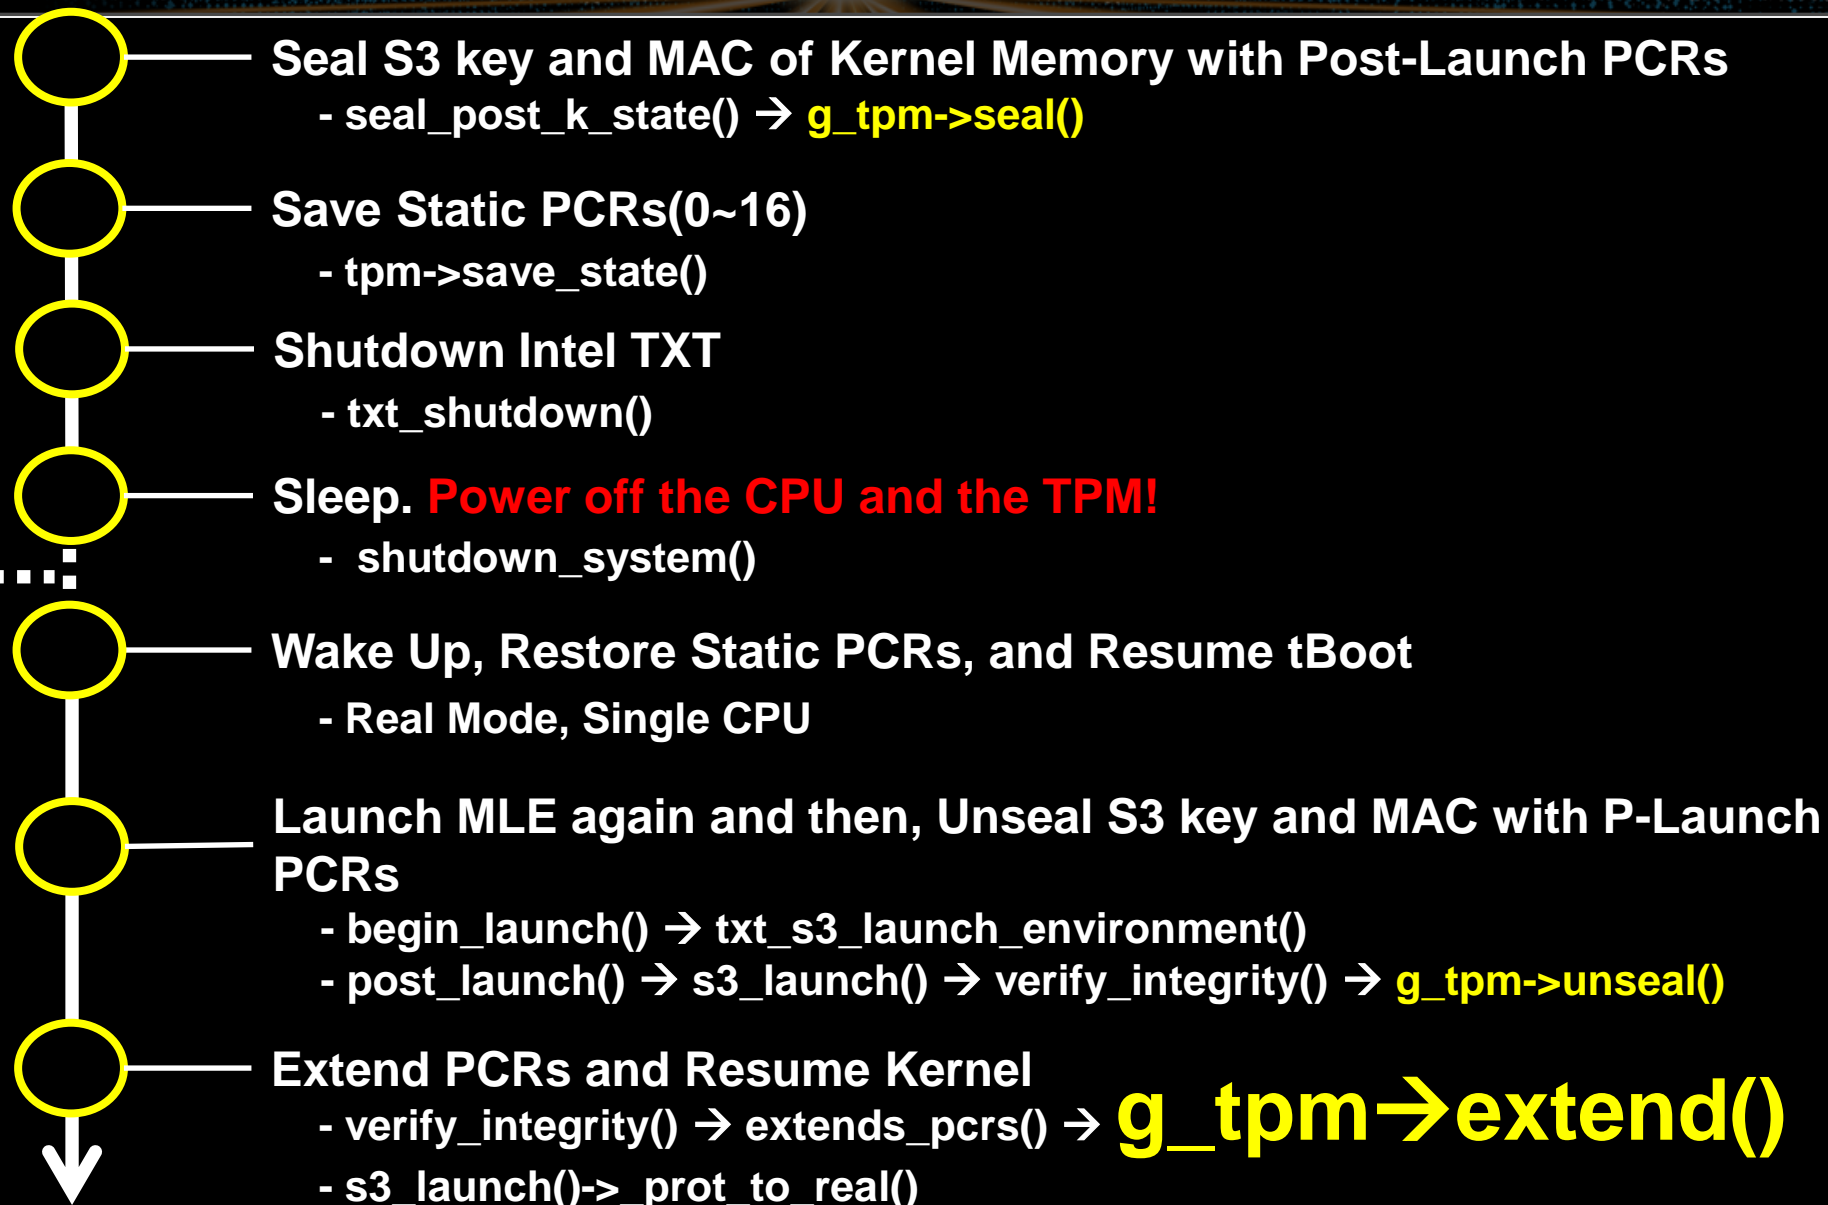 Seal S3 key and MAC of Kernel Memory with Post-Launch PCRs
- seal_post_k_state() → g_tpm->seal()
Save Static PCRs(0~16)
- tpm->save_state()
Shutdown Intel TXT
- txt_shutdown()
Sleep. Power off the CPU and the TPM!
- shutdown_system()
Wake Up, Restore Static PCRs, and Resume tBoot
- Real Mode, Single CPU
Launch MLE again and then, Unseal S3 key and MAC with P-Launch
PCRs
- begin_launch() → txt_s3_launch_environment()
- post_launch() → s3_launch() → verify_integrity() → g_tpm->unseal()
Extend PCRs and Resume Kernel
- verify_integrity() → extends_pcrs() → g_tpm→extend()
- s3_launch()->_prot_to_real()